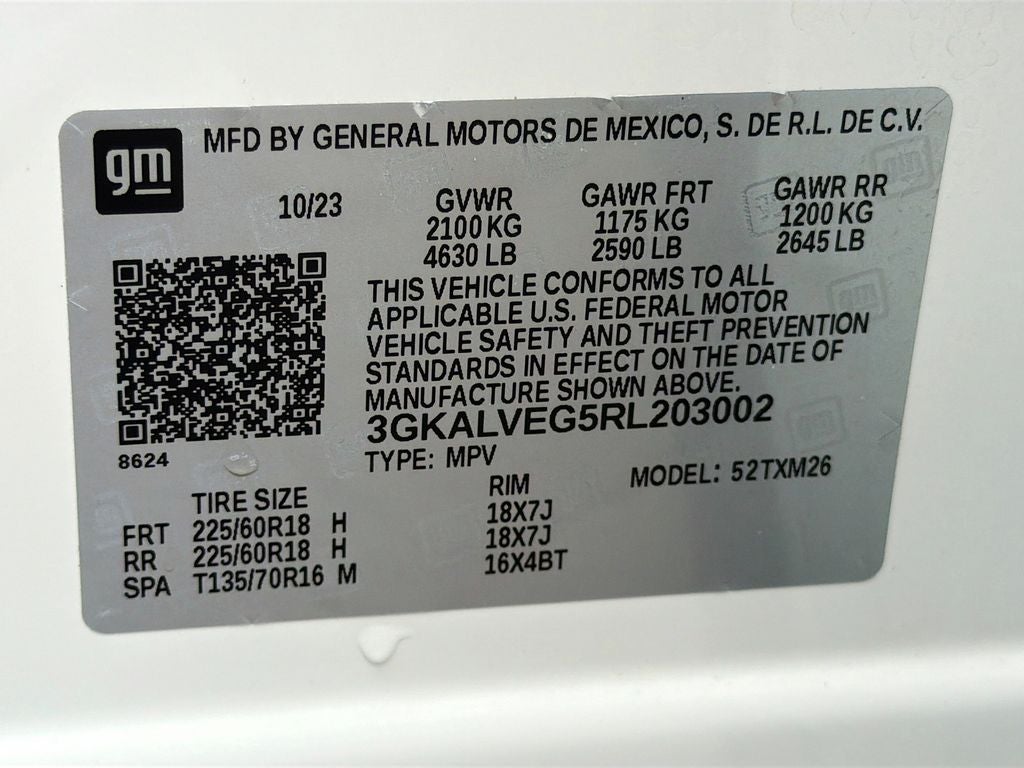 gm
MFD BY GENERAL MOTORS DE MEXICO, S. DE R.L. DE C.V.
10/23 GVWR GAWR FRT GAWR RR
2100 KG 1175 KG 1200 KG
4630 LB 2590 LB 2645 LB
THIS VEHICLE CONFORMS TO ALL
APPLICABLE U.S. FEDERAL MOTOR
VEHICLE SAFETY AND THEFT PREVENTION
STANDARDS IN EFFECT ON THE DATE OF
MANUFACTURE SHOWN ABOVE.
3GKALVEG5RL203002
8624
TYPE: MPV MODEL: 52TXM26
TIRE SIZE RIM
FRT 225/60R18 H 18X7J
RR 225/60R18 H 18X7J
SPA T135/70R16 M 16X4BT